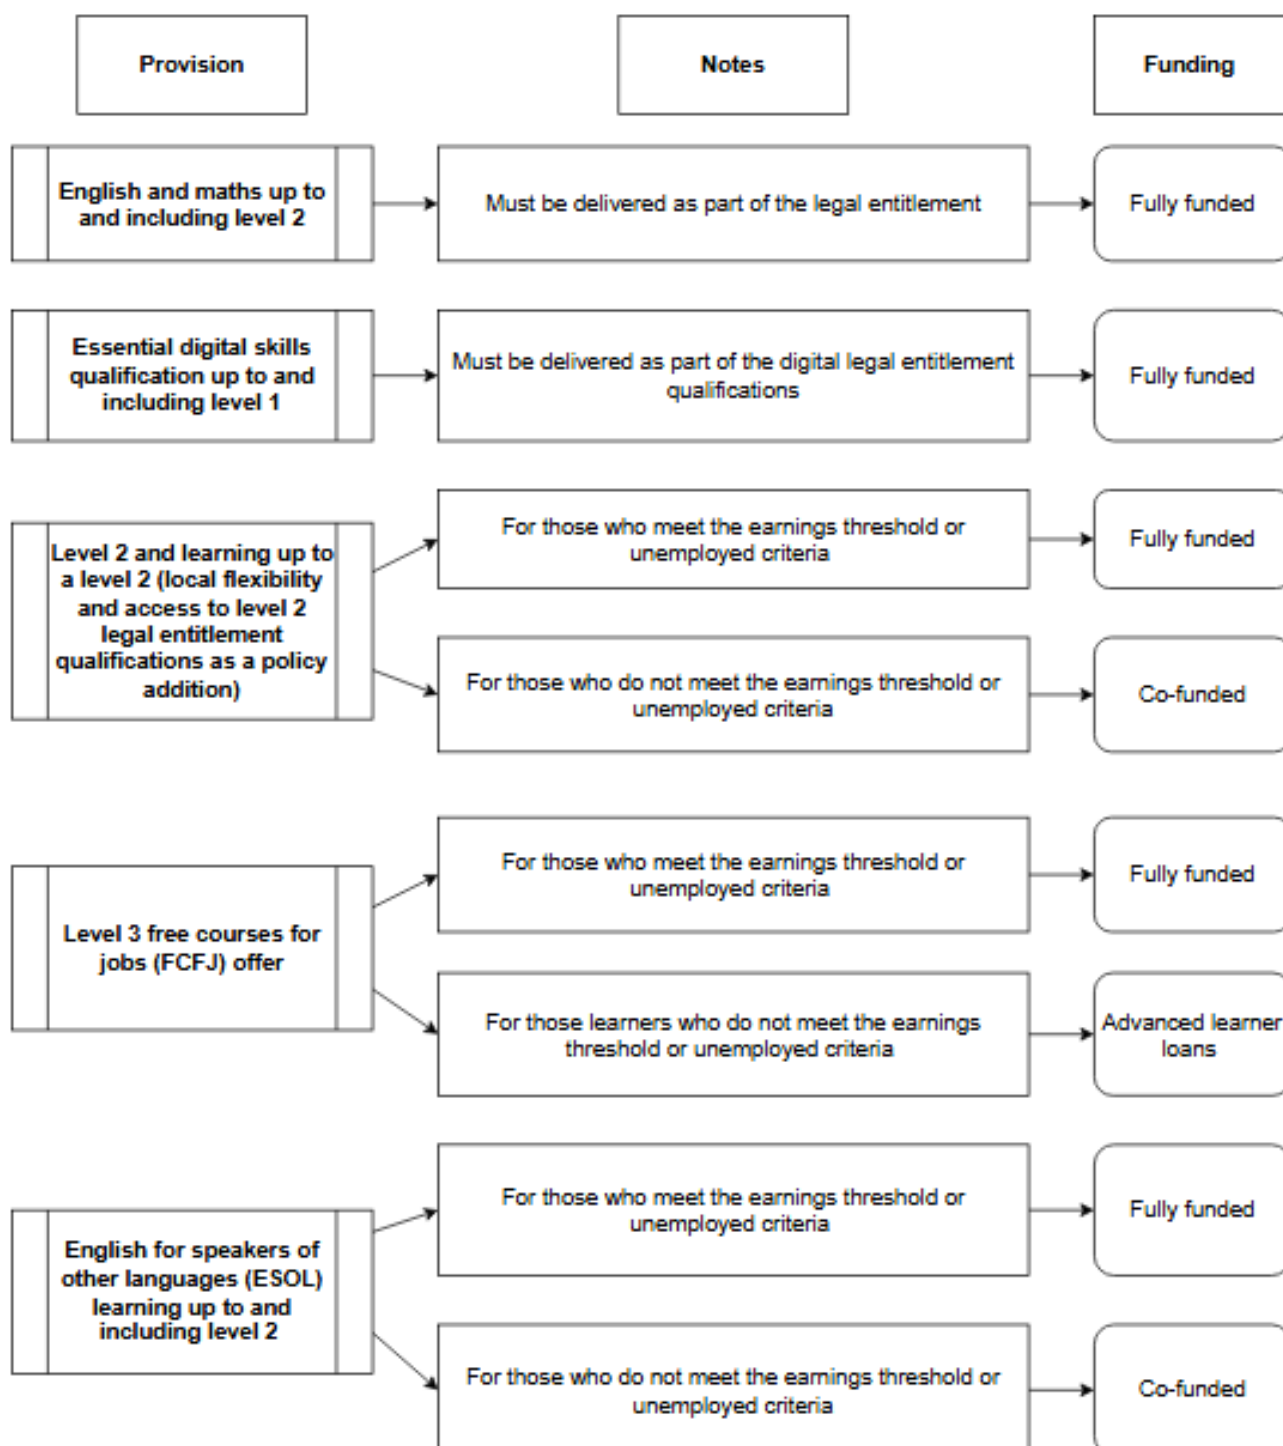 Provision
Notes
Funding
English and maths up to
and including level 2
Must be delivered as part of the legal entitlement
Fully funded
Essential digital skills
qualification up to and
including level 1
Must be delivered as part of the digital legal entitlement
qualifications
Fully funded
Level 2 and learning up to
a level 2 (local flexibility
and access to level 2
legal entitlement
qualifications as a policy
addition)
For those who meet the earnings threshold or
unemployed criteria
Fully funded
For those who do not meet the earnings threshold or
unemployed criteria
Co-funded
Level 3 free courses for
jobs (FCFJ) offer
For those who meet the earnings threshold or
unemployed criteria
Fully funded
For those learners who do not meet the earnings
threshold or unemployed criteria
Advanced learner
loans
English for speakers of
other languages (ESOL)
learning up to and
including level 2
For those who meet the earnings threshold or
unemployed criteria
Fully funded
For those who do not meet the earnings threshold or
unemployed criteria
Co-funded